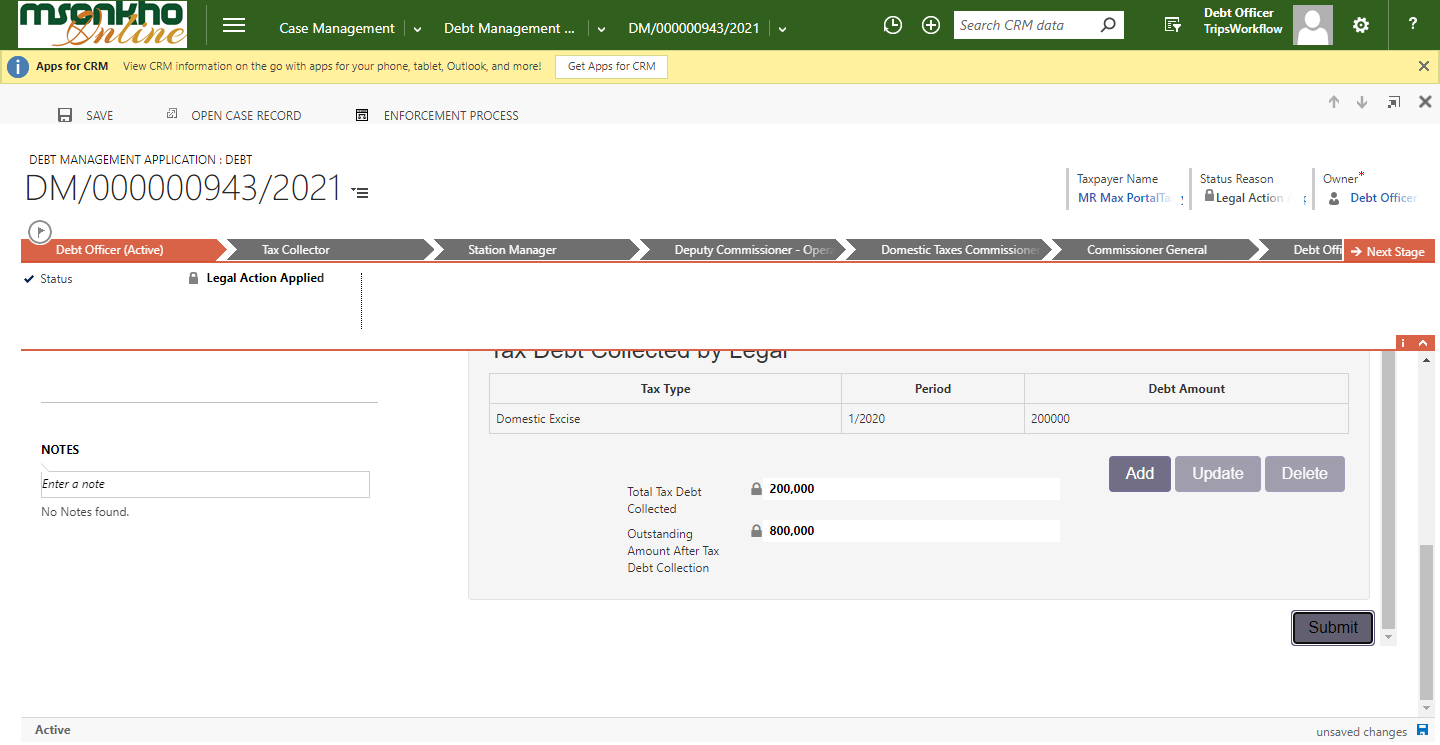 msonkho
Online
Case Management
Debt Management ...
DM/000000943/2021
Search CRM data
Debt Officer
TripsWorkflow
?
i
Apps for CRM
View CRM information on the go with apps for your phone, tablet, Outlook, and more!
Get Apps for CRM
SAVE
OPEN CASE RECORD
ENFORCEMENT PROCESS
DEBT MANAGEMENT APPLICATION : DEBT
DM/000000943/2021
Taxpayer Name
MR Max PortalTa
Status Reason
Legal Action
Owner*
Debt Officer
Debt Officer (Active)
Tax Collector
Station Manager
Deputy Commissioner - Oper
Domestic Taxes Commissioner
Commissioner General
Debt Offi
Next Stage
Status
Legal Action Applied
i
Tax Debt Collected by Legal
Tax Type Period Debt Amount
Domestic Excise 1/2020 200000
NOTES
Enter a note
No Notes found.
Add Update Delete
Total Tax Debt
Collected
200,000
Outstanding
Amount After Tax
Debt Collection
800,000
Submit
Active
unsaved changes